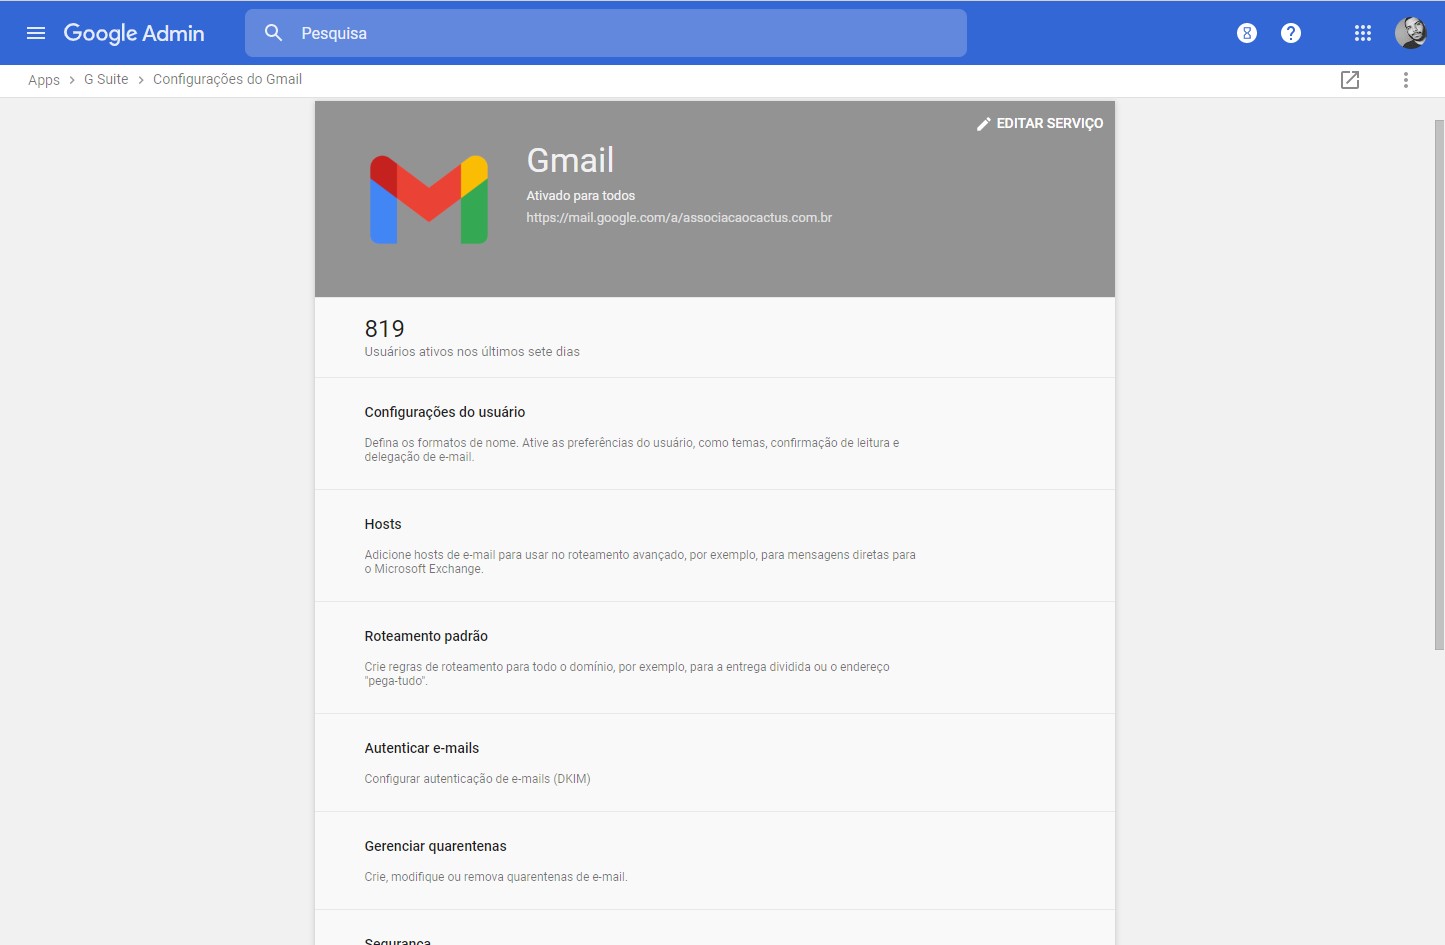 Google Admin
Pesquisa
Apps > G Suite > Configurações do Gmail
EDITAR SERVIÇO
Gmail
Ativado para todos
https://mail.google.com/a/associacaocactus.com.br
819
Usuários ativos nos últimos sete dias
Configurações do usuário
Defina os formatos de nome. Ative as preferências do usuário, como temas, confirmação de leitura e
delegação de e-mail.
Hosts
Adicione hosts de e-mail para usar no roteamento avançado, por exemplo, para mensagens diretas para
o Microsoft Exchange.
Roteamento padrão
Crie regras de roteamento para todo o domínio, por exemplo, para a entrega dividida ou o endereço
"pega-tudo".
Autenticar e-mails
Configurar autenticação de e-mails (DKIM)
Gerenciar quarentenas
Crie, modifique ou remova quarentenas de e-mail.
Segurança